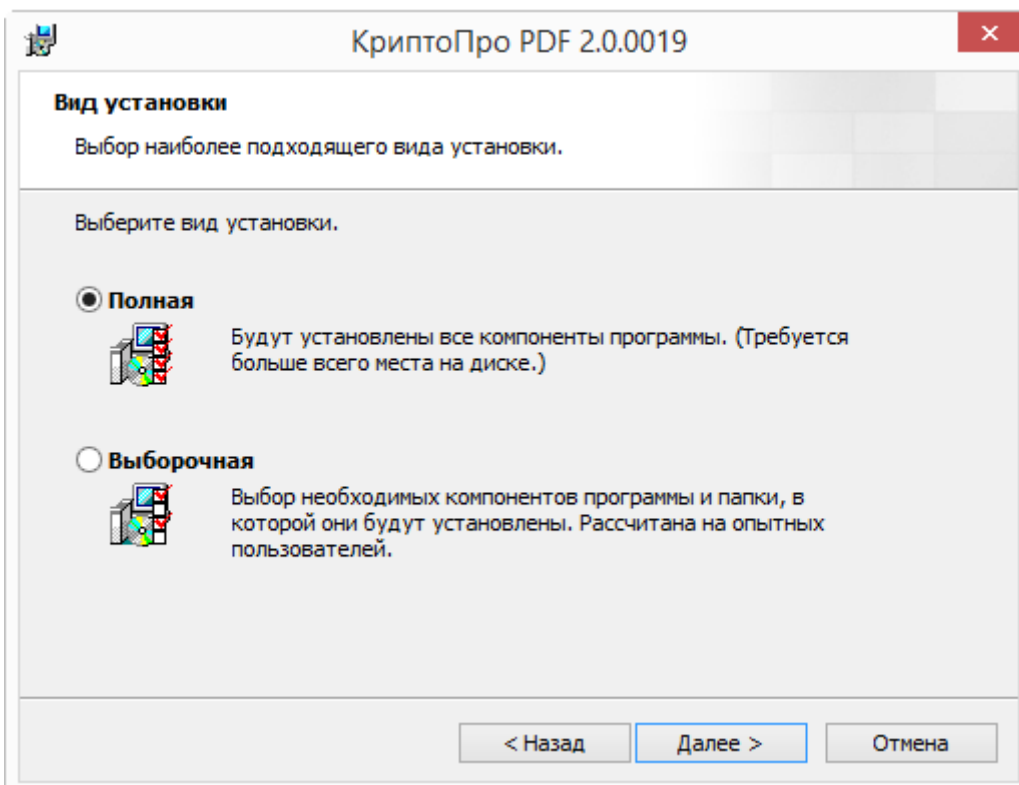 КриптоПро PDF 2.0.0019
Вид установки
Выбор наиболее подходящего вида установки.
Выберите вид установки.
Полная
Будут установлены все компоненты программы. (Требуется
больше всего места на диске.)
Выборочная
Выбор необходимых компонентов программы и папки, в
которой они будут установлены. Рассчитана на опытных
пользователей.
< Назад
Далее >
Отмена